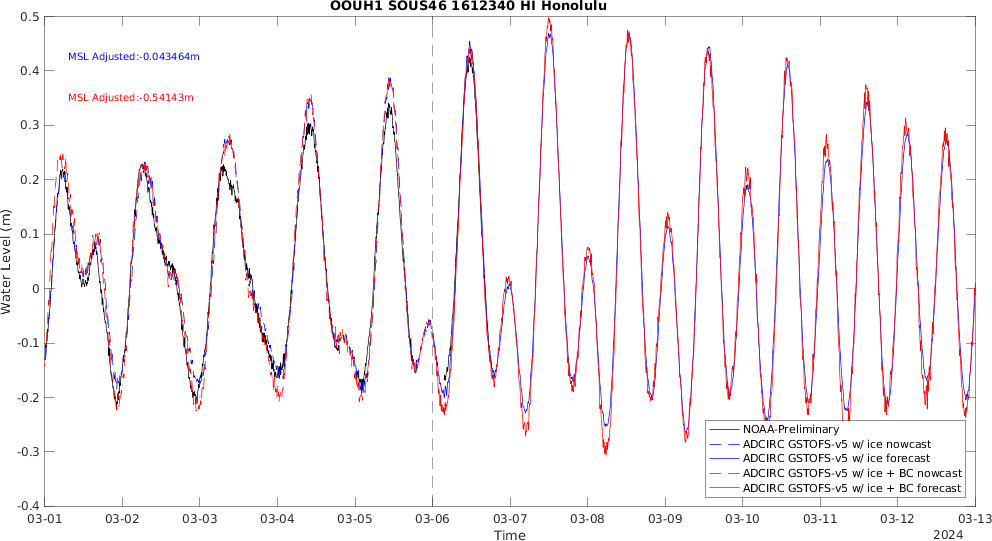 OOUH1 SOUS46 1612340 HI Honolulu
0.5
0.4
0.3
0.2
0.1
0
-0.1
-0.2
-0.3
-0.4
Water Level (m)
MSL Adjusted:-0.043464m
MSL Adjusted:-0.54143m
NOAA-Preliminary
ADCIRC GSTOFS-v5 w/ ice nowcast
ADCIRC GSTOFS-v5 w/ ice forecast
ADCIRC GSTOFS-v5 w/ ice + BC nowcast
ADCIRC GSTOFS-v5 w/ ice + BC forecast
03-01 03-02 03-03 03-04 03-05 03-06 03-07 03-08 03-09 03-10 03-11 03-12 03-13
Time
2024